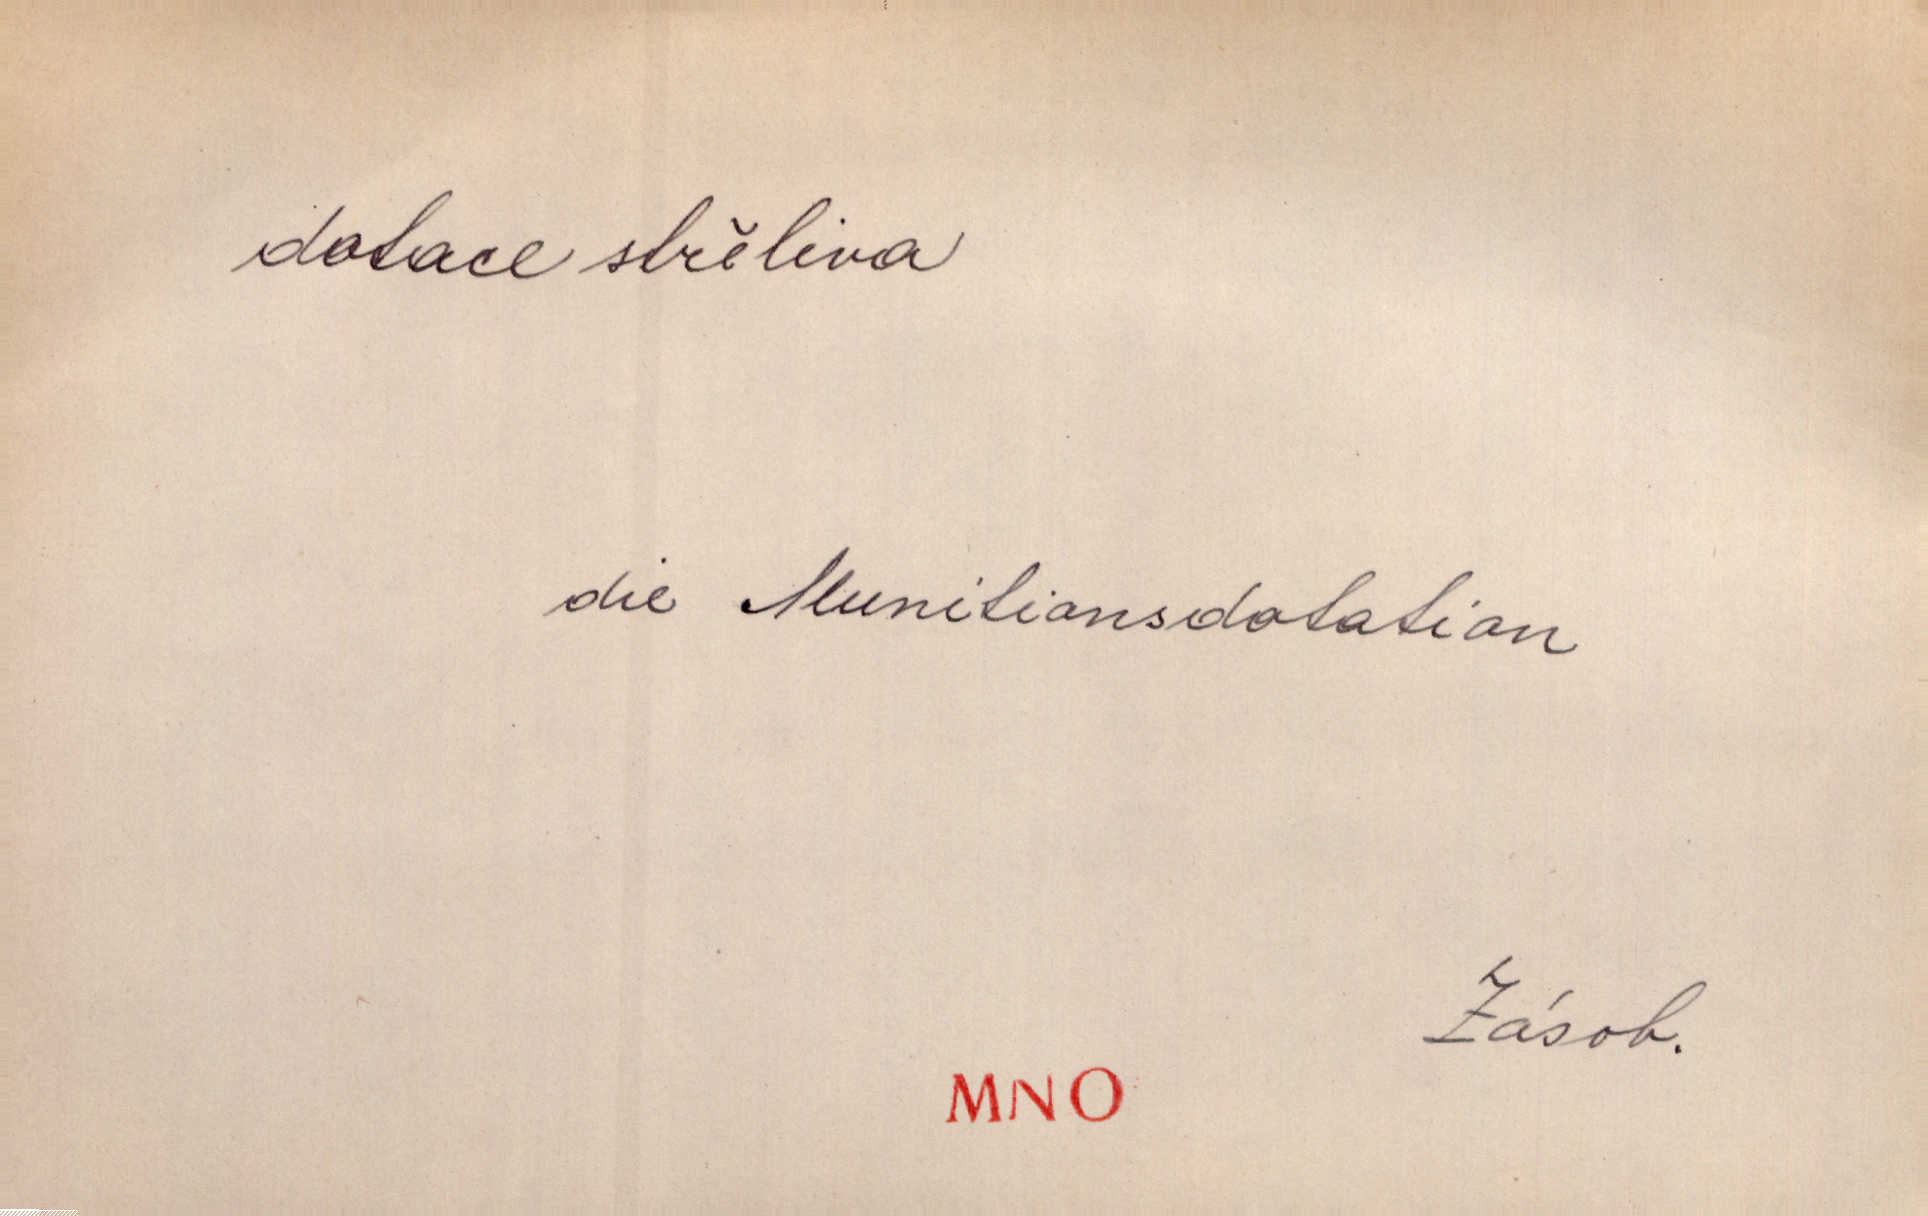 dotace střeliva
die Munitionsdotation
Zásob.
MNO